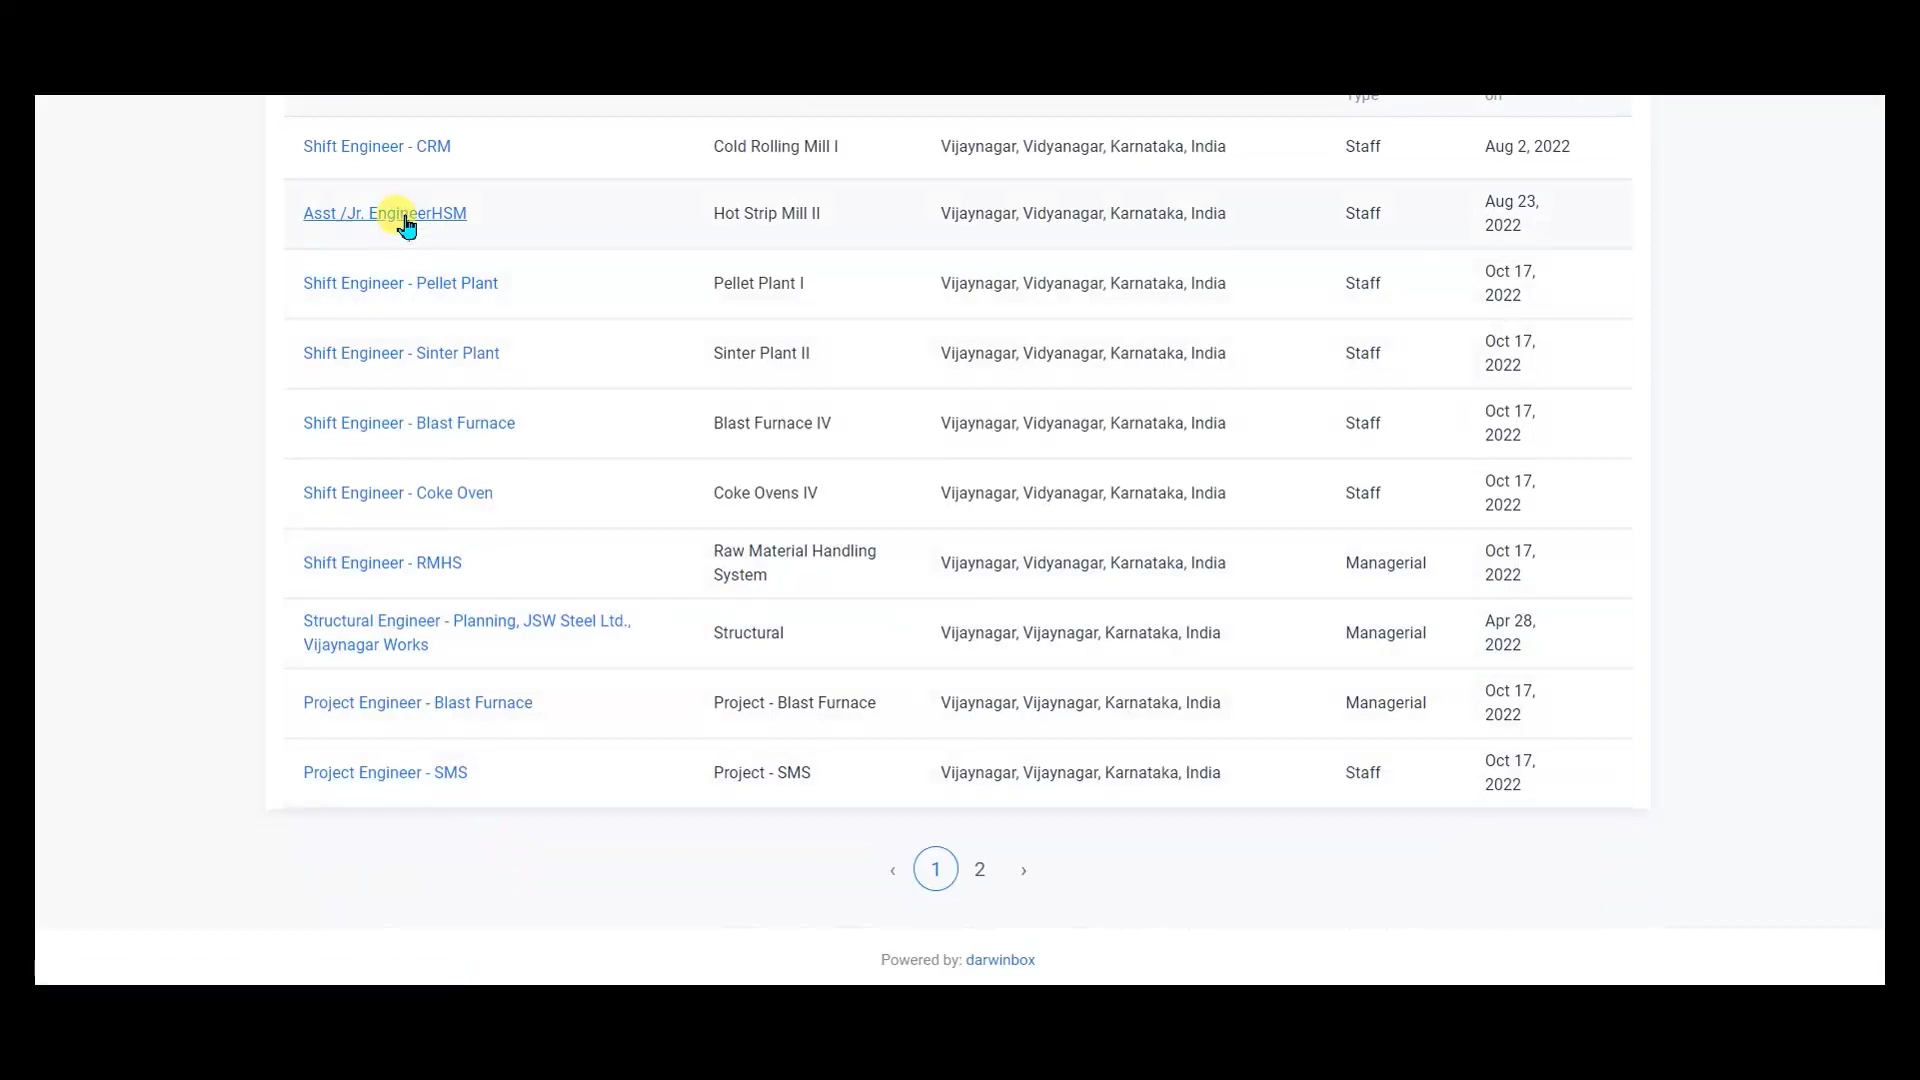 Type on
Shift Engineer - CRM Cold Rolling Mill I Vijaynagar, Vidyanagar, Karnataka, India Staff Aug 2, 2022
Asst /Jr. EngineerHSM Hot Strip Mill II Vijaynagar, Vidyanagar, Karnataka, India Staff Aug 23,
2022
Shift Engineer - Pellet Plant Pellet Plant I Vijaynagar, Vidyanagar, Karnataka, India Staff Oct 17,
2022
Shift Engineer - Sinter Plant Sinter Plant II Vijaynagar, Vidyanagar, Karnataka, India Staff Oct 17,
2022
Shift Engineer - Blast Furnace Blast Furnace IV Vijaynagar, Vidyanagar, Karnataka, India Staff Oct 17,
2022
Shift Engineer - Coke Oven Coke Ovens IV Vijaynagar, Vidyanagar, Karnataka, India Staff Oct 17,
2022
Shift Engineer - RMHS Raw Material Handling Vijaynagar, Vidyanagar, Karnataka, India Managerial Oct 17,
System 2022
Structural Engineer - Planning, JSW Steel Ltd., Structural Vijaynagar, Vijaynagar, Karnataka, India Managerial Apr 28,
Vijaynagar Works 2022
Project Engineer - Blast Furnace Project - Blast Furnace Vijaynagar, Vijaynagar, Karnataka, India Managerial Oct 17,
2022
Project Engineer - SMS Project - SMS Vijaynagar, Vijaynagar, Karnataka, India Staff Oct 17,
2022
‹ 1 2 ›
Powered by: darwinbox